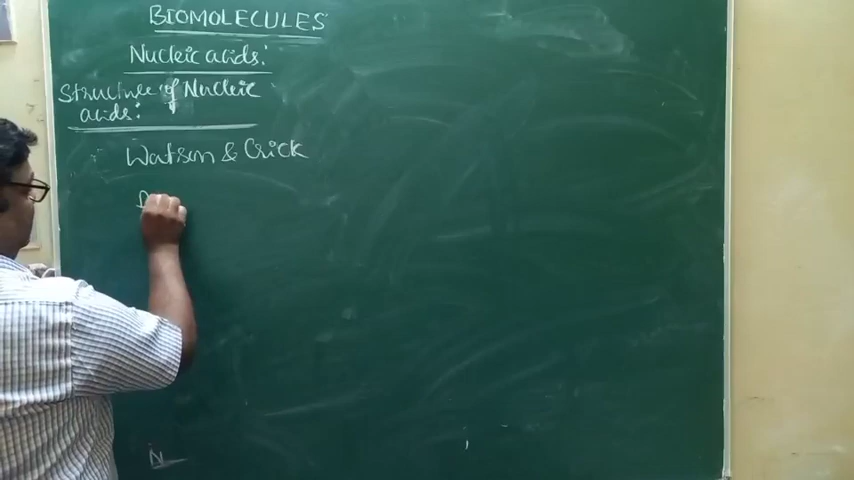 BIOMOLECULES
Nucleic acids:
Structure of Nucleic
acids:
Watson & Crick
N